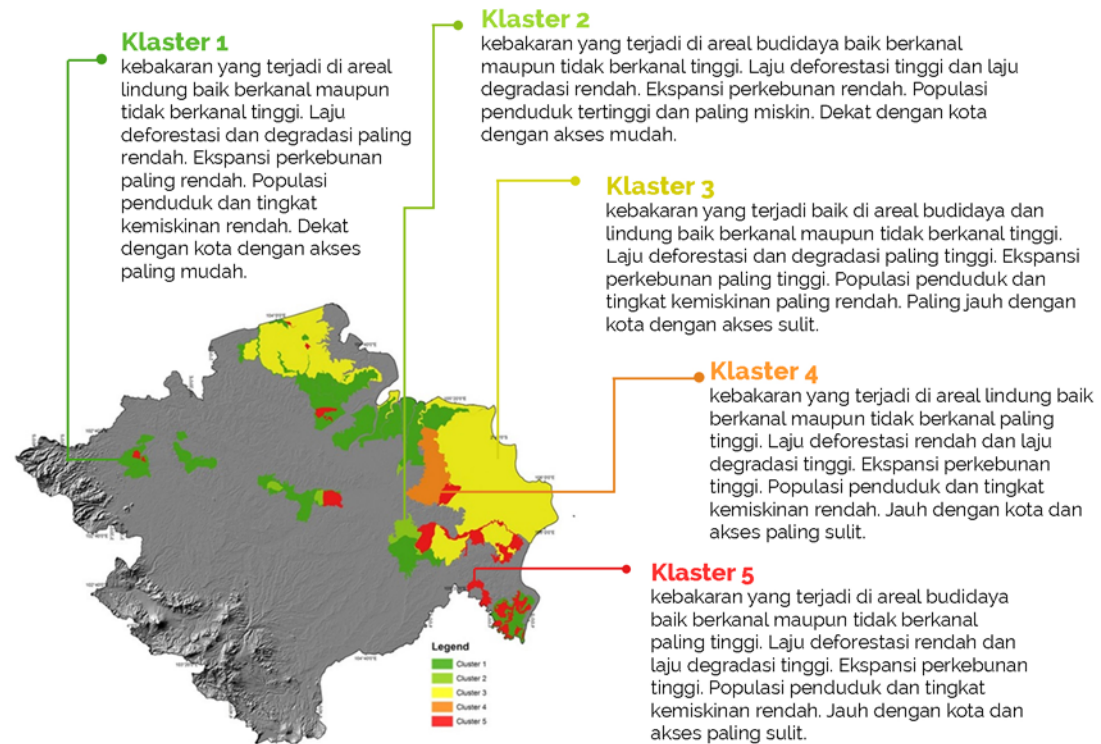 Klaster 1
kebakaran yang terjadi di areal
lindung baik berkanal maupun
tidak berkanal tinggi. Laju
deforestasi dan degradasi paling
rendah. Ekspansi perkebunan
paling rendah. Populasi
penduduk dan tingkat
kemiskinan rendah. Dekat
dengan kota dengan akses
paling mudah.
Klaster 2
kebakaran yang terjadi di areal budidaya baik berkanal
maupun tidak berkanal tinggi. Laju deforestasi tinggi dan laju
degradasi rendah. Ekspansi perkebunan rendah. Populasi
penduduk tertinggi dan paling miskin. Dekat dengan kota
dengan akses mudah.
Klaster 3
kebakaran yang terjadi baik di areal budidaya dan
lindung baik berkanal maupun tidak berkanal tinggi.
Laju deforestasi dan degradasi paling tinggi. Ekspansi
perkebunan paling tinggi. Populasi penduduk dan
tingkat kemiskinan paling rendah. Paling jauh dengan
kota dengan akses sulit.
Klaster 4
kebakaran yang terjadi di areal lindung baik
berkanal maupun tidak berkanal paling
tinggi. Laju deforestasi rendah dan laju
degradasi tinggi. Ekspansi perkebunan
tinggi. Populasi penduduk dan tingkat
kemiskinan rendah. Jauh dengan kota dan
akses paling sulit.
Klaster 5
kebakaran yang terjadi di areal budidaya
baik berkanal maupun tidak berkanal
paling tinggi. Laju deforestasi rendah dan
laju degradasi tinggi. Ekspansi perkebunan
tinggi. Populasi penduduk dan tingkat
kemiskinan rendah. Jauh dengan kota dan
akses paling sulit.
Legend
Cluster 1
Cluster 2
Cluster 3
Cluster 4
Cluster 5